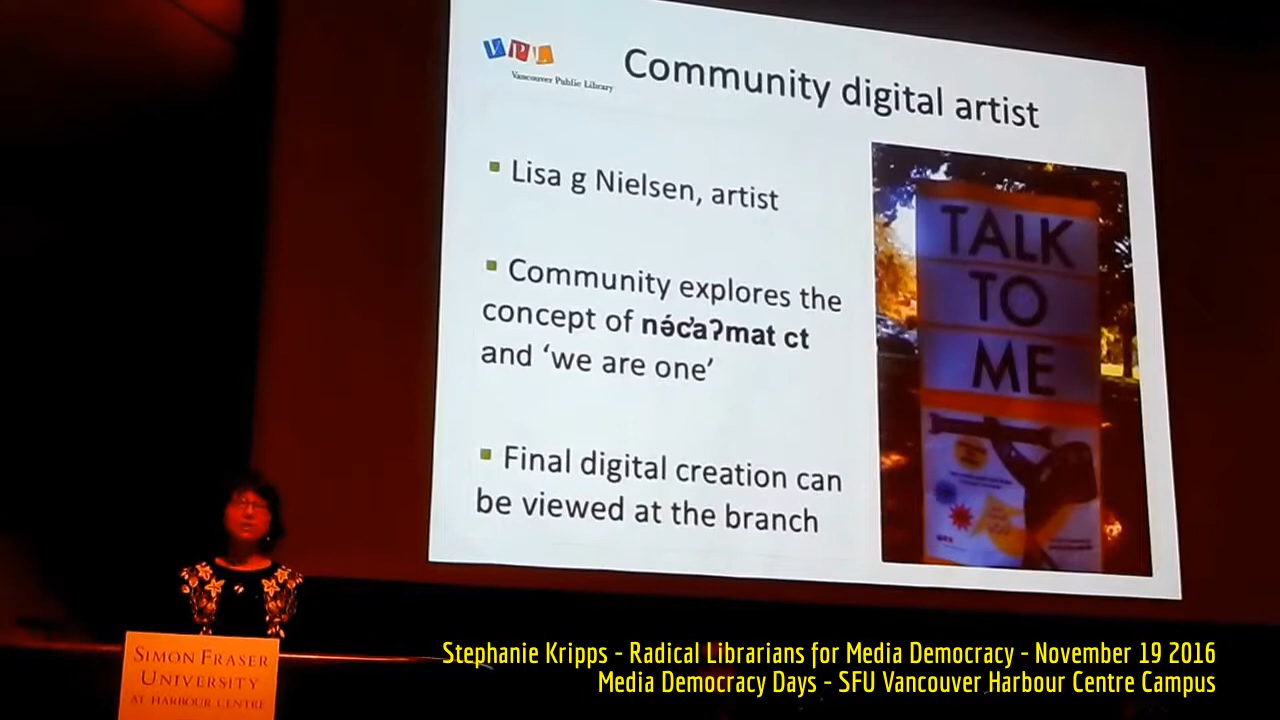 VPL
Vancouver Public Library
Community digital artist
▪ Lisa g Nielsen, artist
▪ Community explores the
concept of nə́c̓aʔmat ct
and ‘we are one’
▪ Final digital creation can
be viewed at the branch
TALK
TO
ME
SIMON FRASER
UNIVERSITY
AT HARBOUR CENTRE
Stephanie Kripps - Radical Librarians for Media Democracy - November 19 2016
Media Democracy Days - SFU Vancouver Harbour Centre Campus